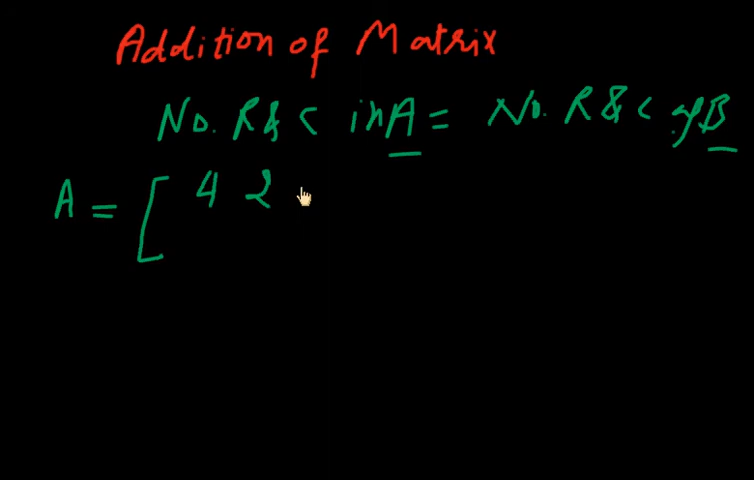 Addition of Matrix
No. R & C in A = No. R & C of B
A = [ 4 2